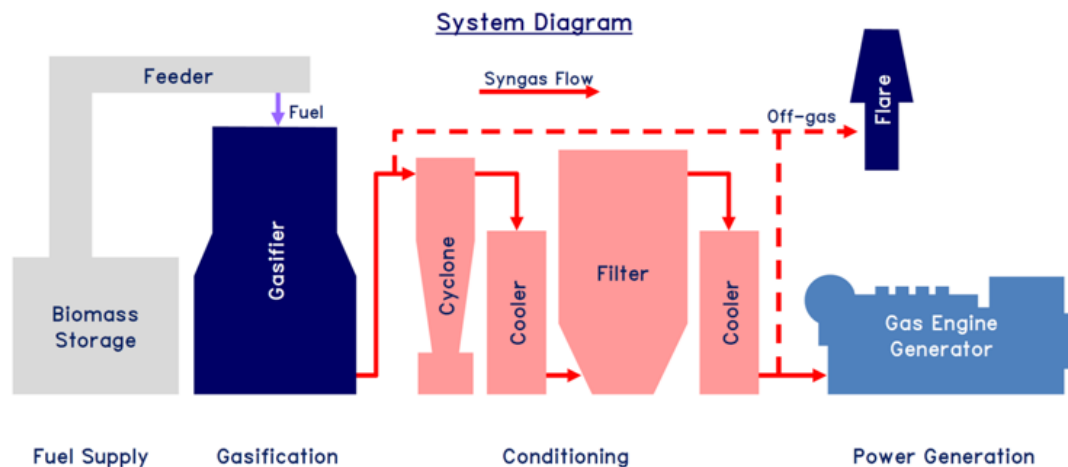 System Diagram
Feeder
Syngas Flow
Fuel
Off-gas
Flare
Gasifier
Cyclone
Cooler
Filter
Cooler
Biomass
Storage
Gas Engine
Generator
Fuel Supply
Gasification
Conditioning
Power Generation